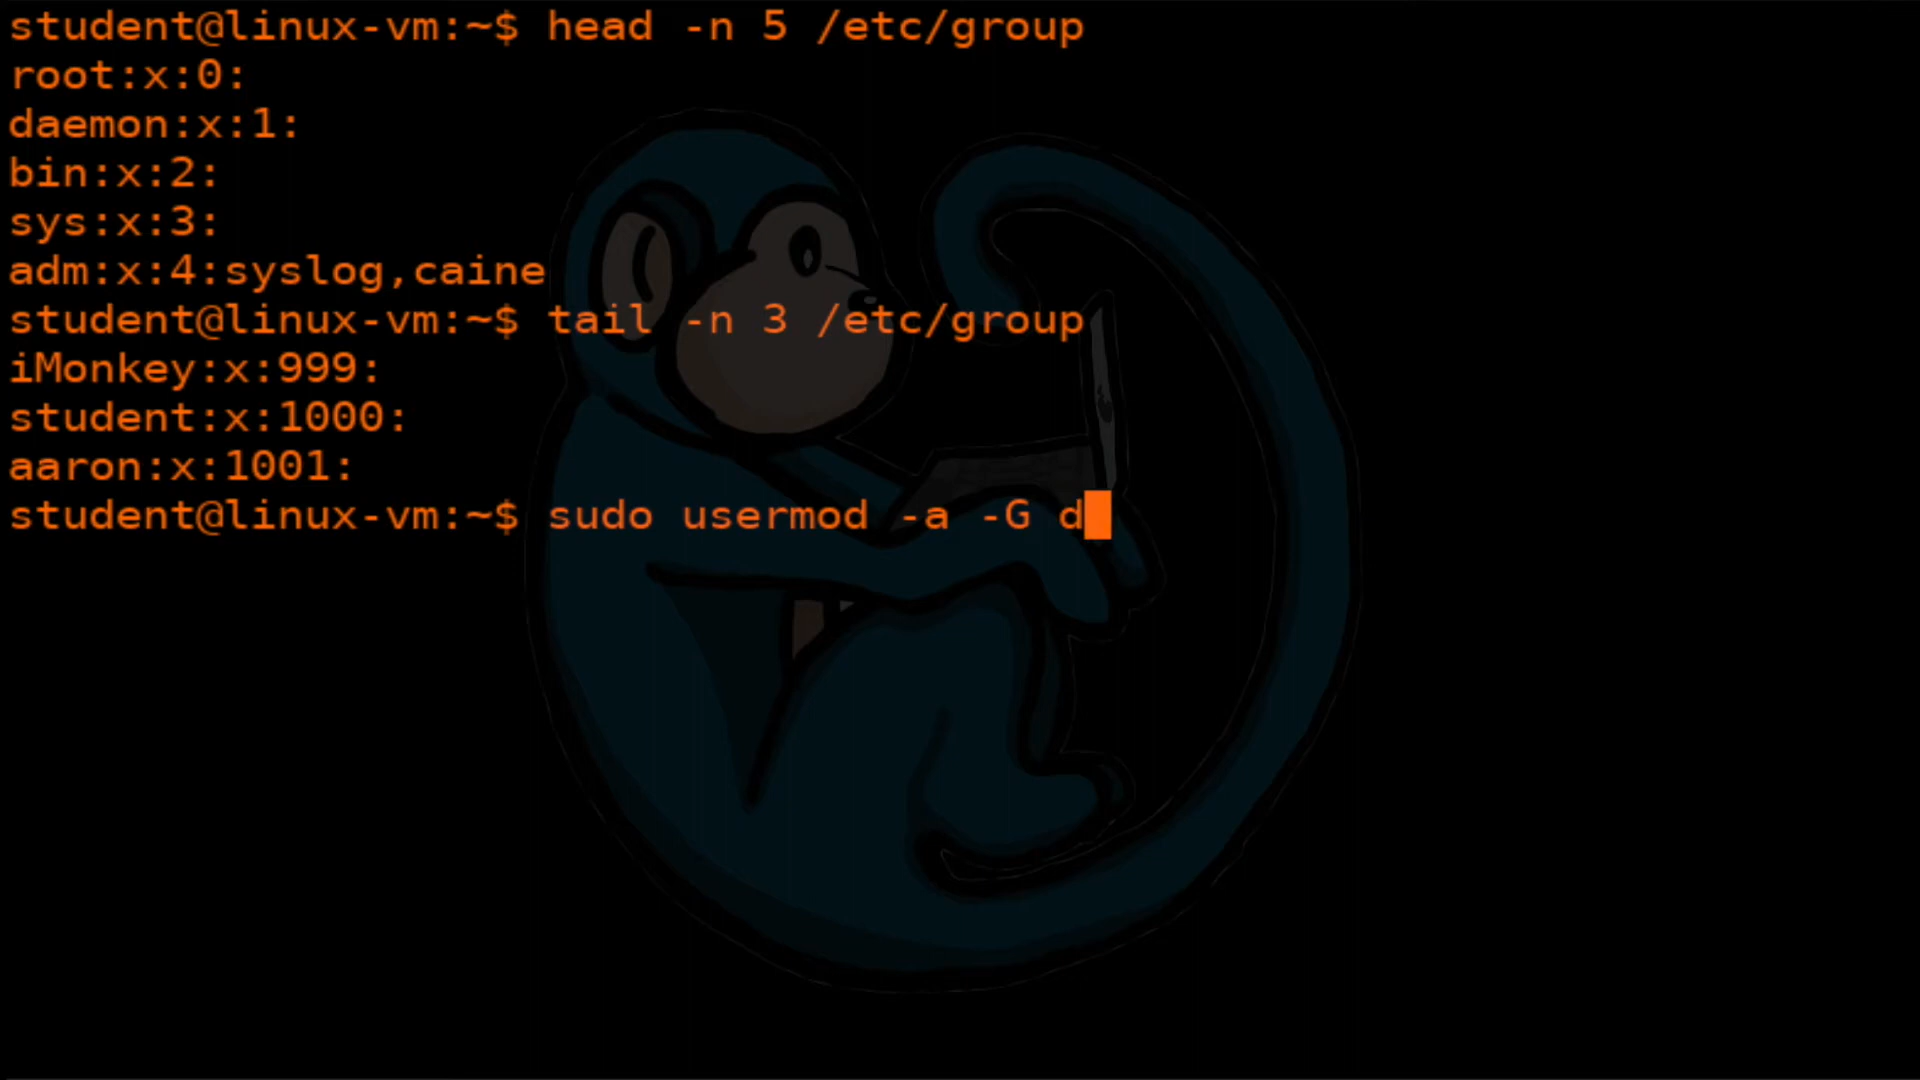 student@linux-vm:~$ head -n 5 /etc/group
root:x:0:
daemon:x:1:
bin:x:2:
sys:x:3:
adm:x:4:syslog,caine
student@linux-vm:~$ tail -n 3 /etc/group
iMonkey:x:999:
student:x:1000:
aaron:x:1001:
student@linux-vm:~$ sudo usermod -a -G d